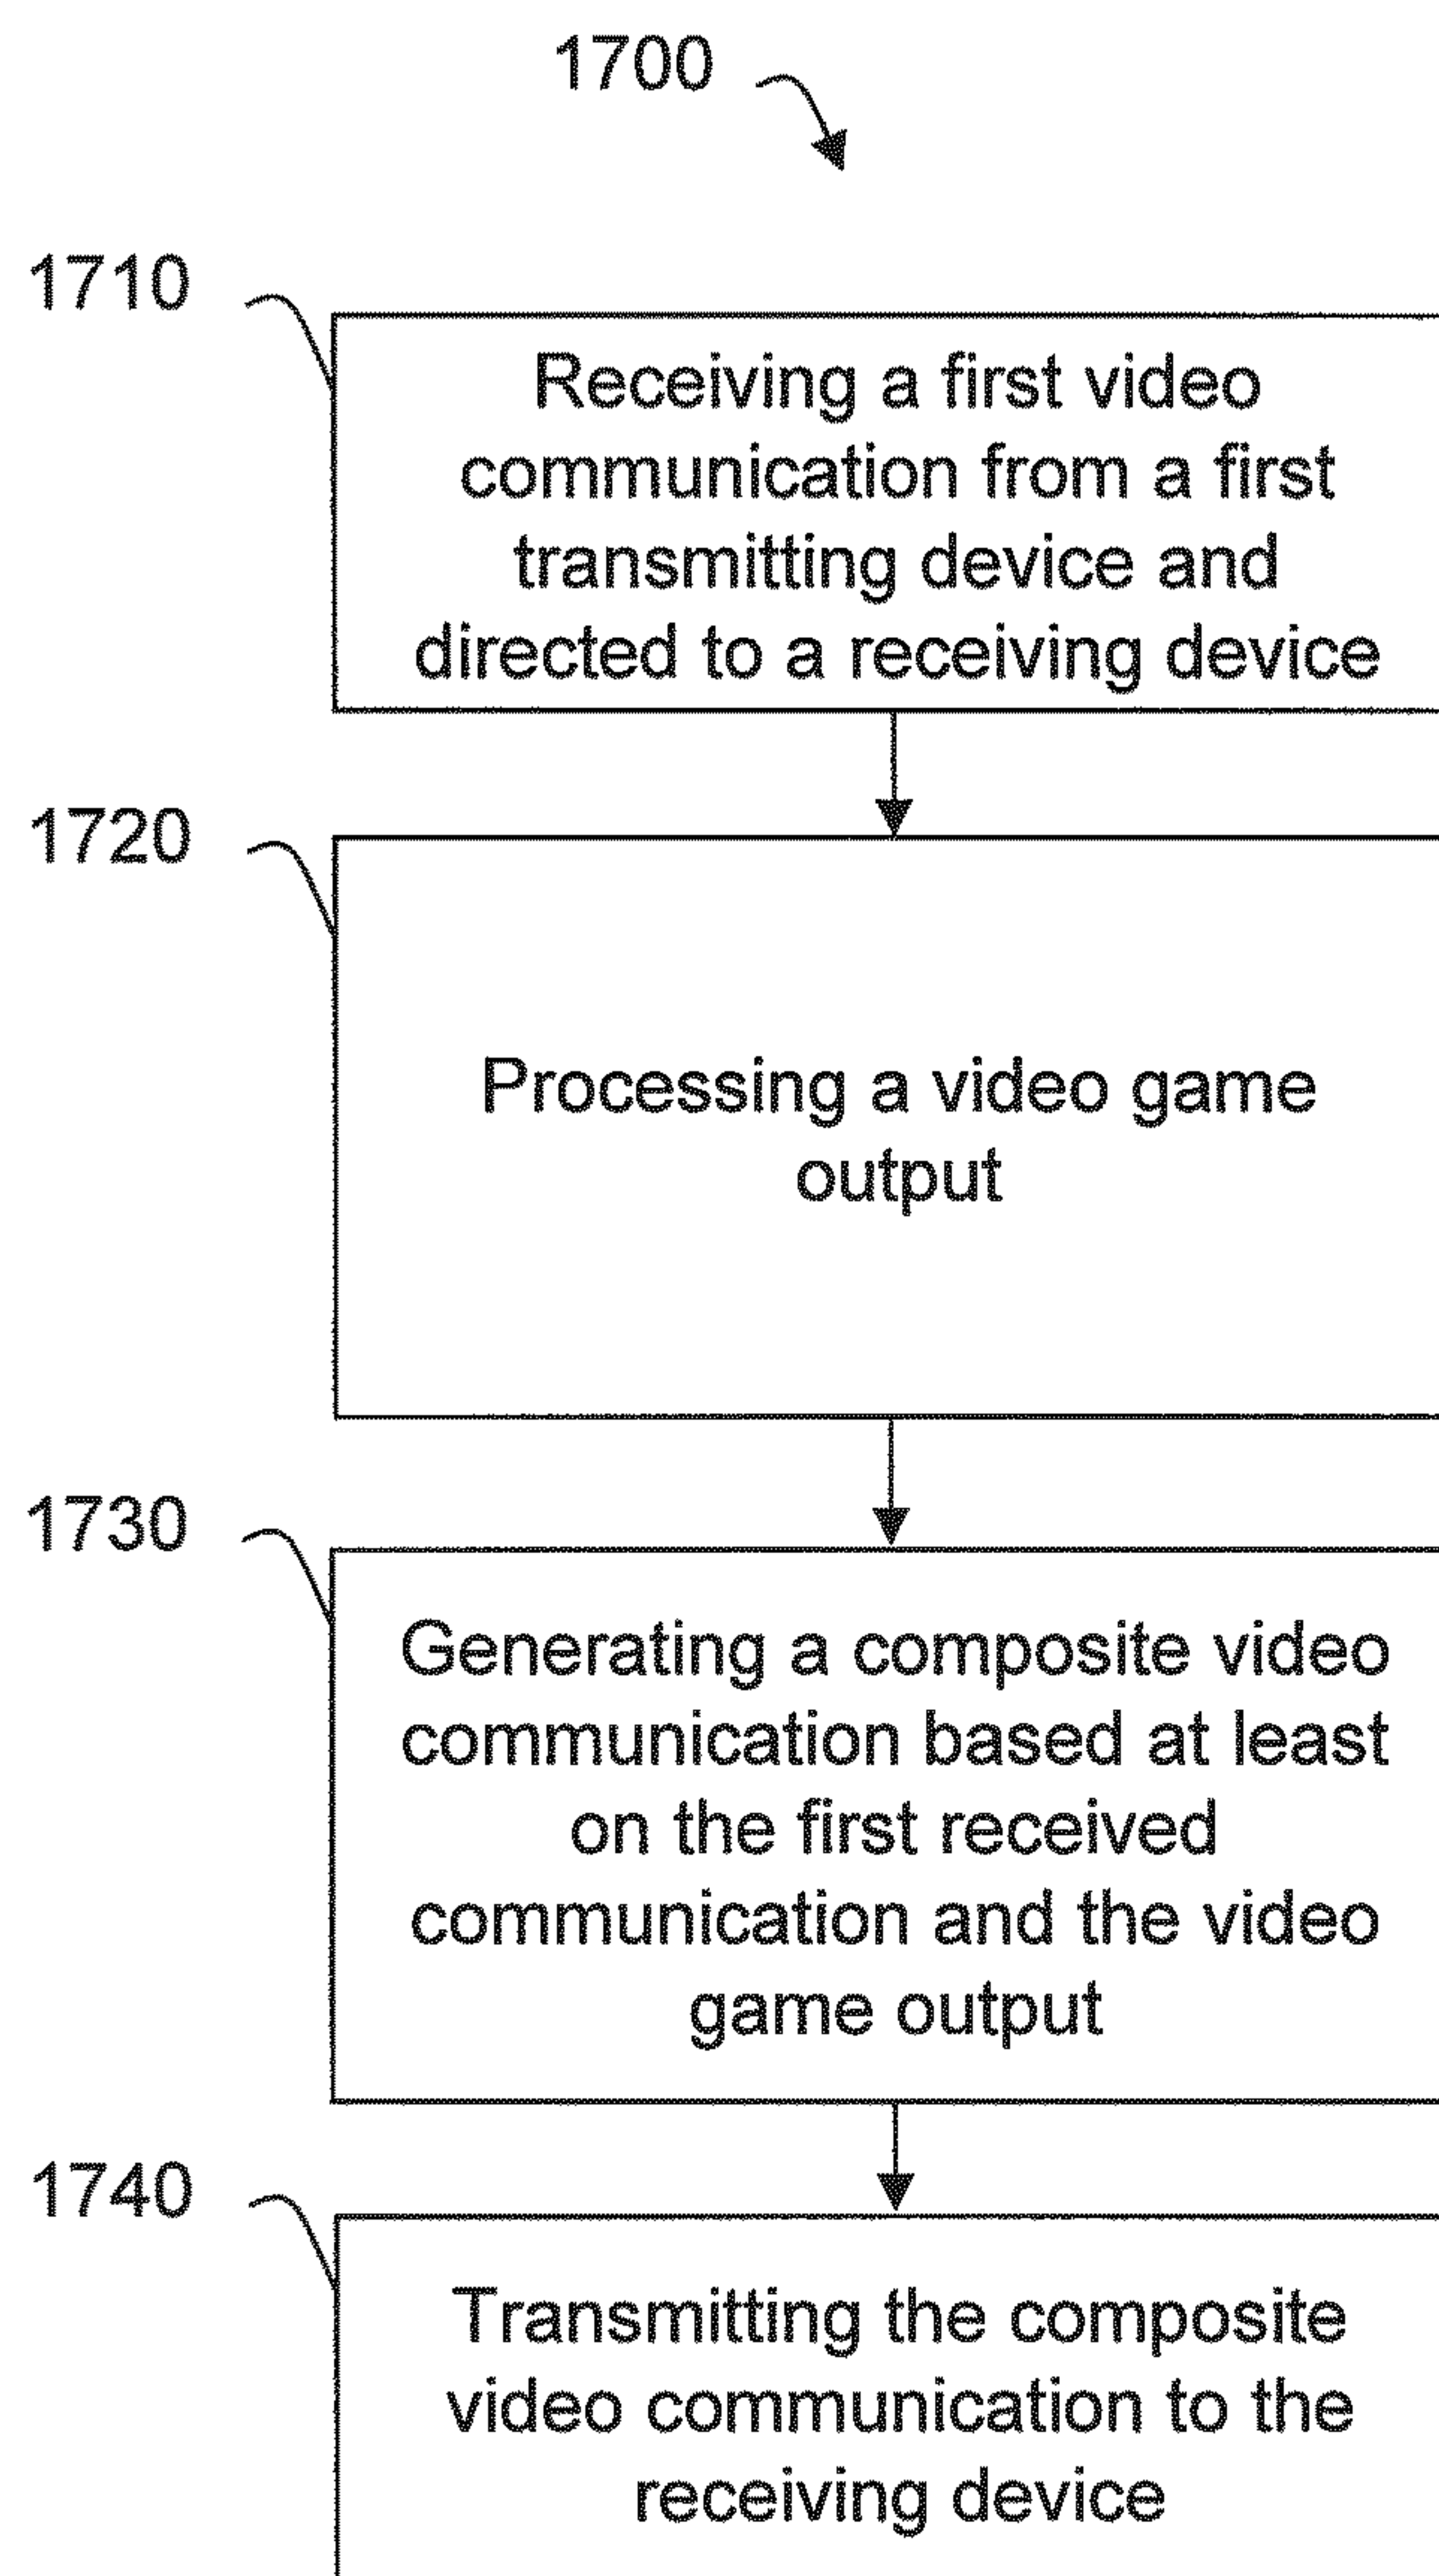 1700
1710
Receiving a first video
communication from a first
transmitting device and
directed to a receiving device
1720
Processing a video game
output
1730
Generating a composite video
communication based at least
on the first received
communication and the video
game output
1740
Transmitting the composite
video communication to the
receiving device